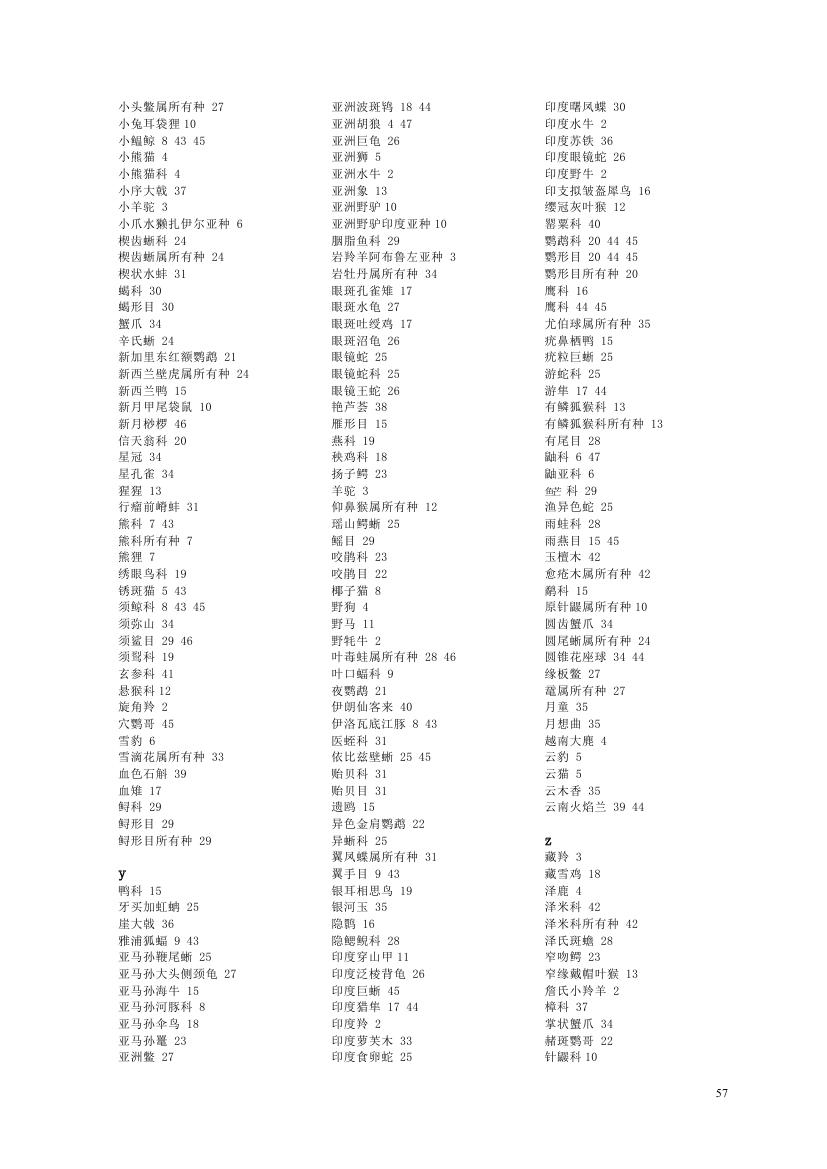 小头鳖属所有种 27
小兔耳袋狸 10
小鳁鲸 8 43 45
小熊猫 4
小熊猫科 4
小序大戟 37
小羊驼 3
小爪水獭扎伊尔亚种 6
楔齿蜥科 24
楔齿蜥属所有种 24
楔状水蚌 31
蝎科 30
蝎形目 30
蟹爪 34
辛氏蜥 24
新加里东红额鹦鹉 21
新西兰壁虎属所有种 24
新西兰鸭 15
新月甲尾袋鼠 10
新月桫椤 46
信天翁科 20
星冠 34
星孔雀 34
猩猩 13
行瘤前嵴蚌 31
熊科 7 43
熊科所有种 7
熊狸 7
绣眼鸟科 19
锈斑猫 5 43
须鲸科 8 43 45
须弥山 34
须鲨目 29 46
须䴕科 19
玄参科 41
悬猴科 12
旋角羚 2
穴鹦哥 45
雪豹 6
雪滴花属所有种 33
血色石斛 39
血雉 17
鲟科 29
鲟形目 29
鲟形目所有种 29
y
鸭科 15
牙买加虹蚺 25
崖大戟 36
雅浦狐蝠 9 43
亚马孙鞭尾蜥 25
亚马孙大头侧颈龟 27
亚马孙海牛 15
亚马孙河豚科 8
亚马孙伞鸟 18
亚马孙鼍 23
亚洲鳖 27
亚洲波斑鸨 18 44
亚洲胡狼 4 47
亚洲巨龟 26
亚洲狮 5
亚洲水牛 2
亚洲象 13
亚洲野驴 10
亚洲野驴印度亚种 10
胭脂鱼科 29
岩羚羊阿布鲁左亚种 3
岩牡丹属所有种 34
眼斑孔雀雉 17
眼斑水龟 27
眼斑吐绶鸡 17
眼斑沼龟 26
眼镜蛇 25
眼镜蛇科 25
眼镜王蛇 26
艳芦荟 38
雁形目 15
燕科 19
秧鸡科 18
扬子鳄 23
羊驼 3
仰鼻猴属所有种 12
瑶山鳄蜥 25
鳐目 29
咬鹃科 23
咬鹃目 22
椰子猫 8
野狗 4
野马 11
野牦牛 2
叶毒蛙属所有种 28 46
叶口蝠科 9
夜鹦鹉 21
伊朗仙客来 40
伊洛瓦底江豚 8 43
医蛭科 31
依比兹壁蜥 25 45
贻贝科 31
贻贝目 31
遗鸥 15
异色金肩鹦鹉 22
异蜥科 25
翼凤蝶属所有种 31
翼手目 9 43
银耳相思鸟 19
银河玉 35
隐鹮 16
隐鳃鲵科 28
印度穿山甲 11
印度泛棱背龟 26
印度巨蜥 45
印度猎隼 17 44
印度羚 2
印度萝芙木 33
印度食卵蛇 25
印度曙凤蝶 30
印度水牛 2
印度苏铁 36
印度眼镜蛇 26
印度野牛 2
印支拟皱盔犀鸟 16
缨冠灰叶猴 12
罂粟科 40
鹦鹉科 20 44 45
鹦形目 20 44 45
鹦形目所有种 20
鹰科 16
鹰科 44 45
尤伯球属所有种 35
疣鼻栖鸭 15
疣粒巨蜥 25
游蛇科 25
游隼 17 44
有鳞狐猴科 13
有鳞狐猴科所有种 13
有尾目 28
鼬科 6 47
鼬亚科 6
鱼芒 科 29
渔异色蛇 25
雨蛙科 28
雨燕目 15 45
玉檀木 42
愈疮木属所有种 42
鹬科 15
原针鼹属所有种 10
圆齿蟹爪 34
圆尾蜥属所有种 24
圆锥花座球 34 44
缘板鳖 27
鼋属所有种 27
月童 35
月想曲 35
越南大鹿 4
云豹 5
云猫 5
云木香 35
云南火焰兰 39 44
z
藏羚 3
藏雪鸡 18
泽鹿 4
泽米科 42
泽米科所有种 42
泽氏斑蟾 28
窄吻鳄 23
窄缘戴帽叶猴 13
詹氏小羚羊 2
樟科 37
掌状蟹爪 34
赭斑鹦哥 22
针鼹科 10
57